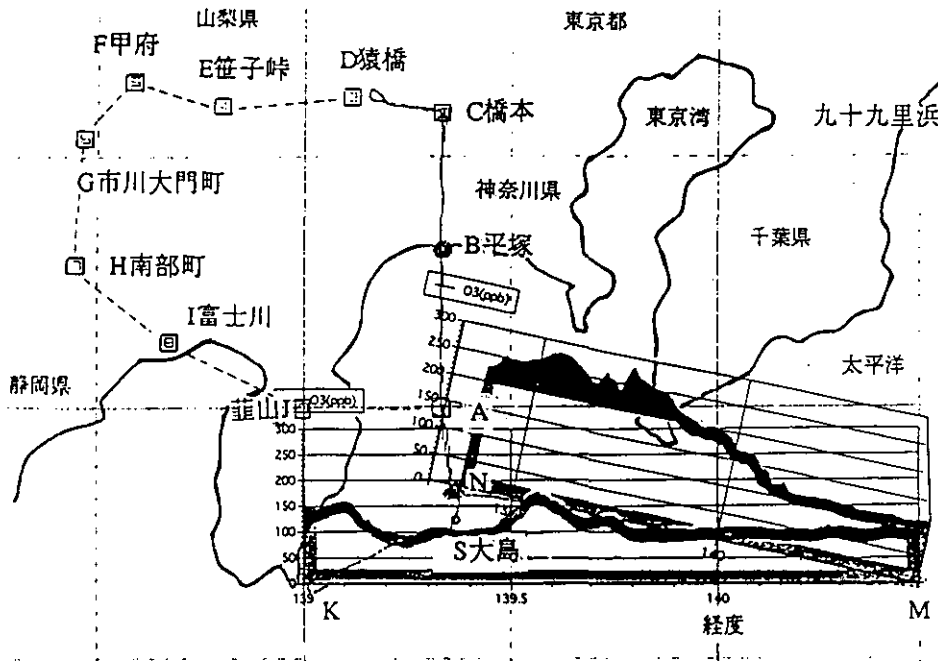 山梨県
東京都
F甲府
E笹子峠
D猿橋
C橋本
東京湾
九十九里浜
G市川大門町
神奈川県
千葉県
B平塚
H南部町
O3(ppb)
I富士川
300
250
200
150
100
50
0
静岡県
太平洋
韮山J
O3(ppb)
A
N
300
250
200
150
100
50
0
S大島
140
139
139.5
140
K
M
経度